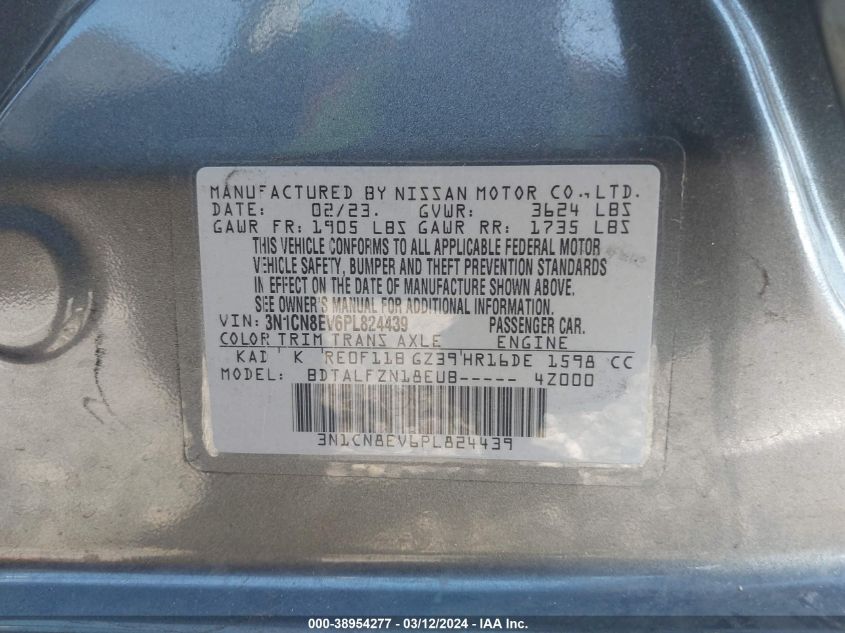 MANUFACTURED BY NISSAN MOTOR CO.,LTD.
DATE: 02/23. GVWR: 3624 LBS
GAWR FR: 1905 LBS GAWR RR: 1735 LBS
THIS VEHICLE CONFORMS TO ALL APPLICABLE FEDERAL MOTOR
VEHICLE SAFETY, BUMPER AND THEFT PREVENTION STANDARDS
IN EFFECT ON THE DATE OF MANUFACTURE SHOWN ABOVE.
SEE OWNER'S MANUAL FOR ADDITIONAL INFORMATION.
VIN: 3N1CN8EV6PL824439 PASSENGER CAR.
COLOR TRIM TRANS AXLE ENGINE
KAD K RE0F11B GZ39 HR16DE 1598 CC
MODEL: BDTALFZN18EUB----- 4Z000
3N1CN8EV6PL824439
000-38954277 - 03/12/2024 - IAA Inc.